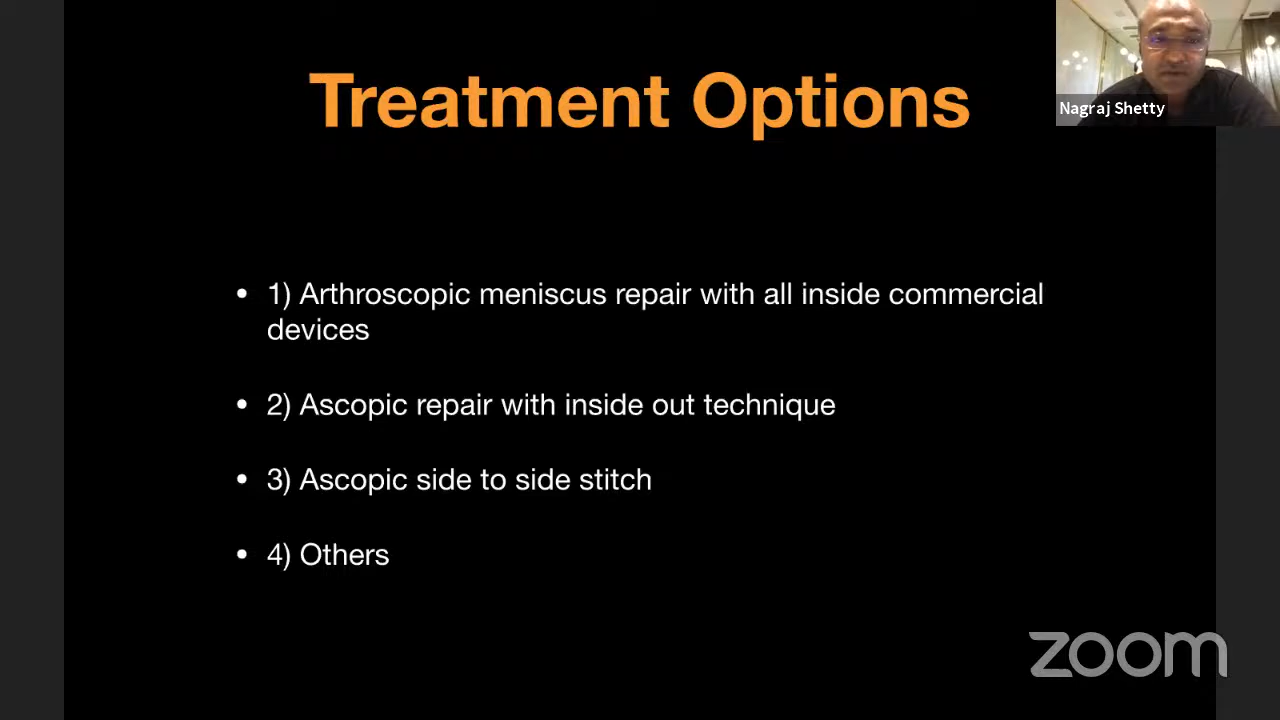 Treatment Options
Nagraj Shetty
• 1) Arthroscopic meniscus repair with all inside commercial
devices
• 2) Ascopic repair with inside out technique
• 3) Ascopic side to side stitch
• 4) Others
zoom